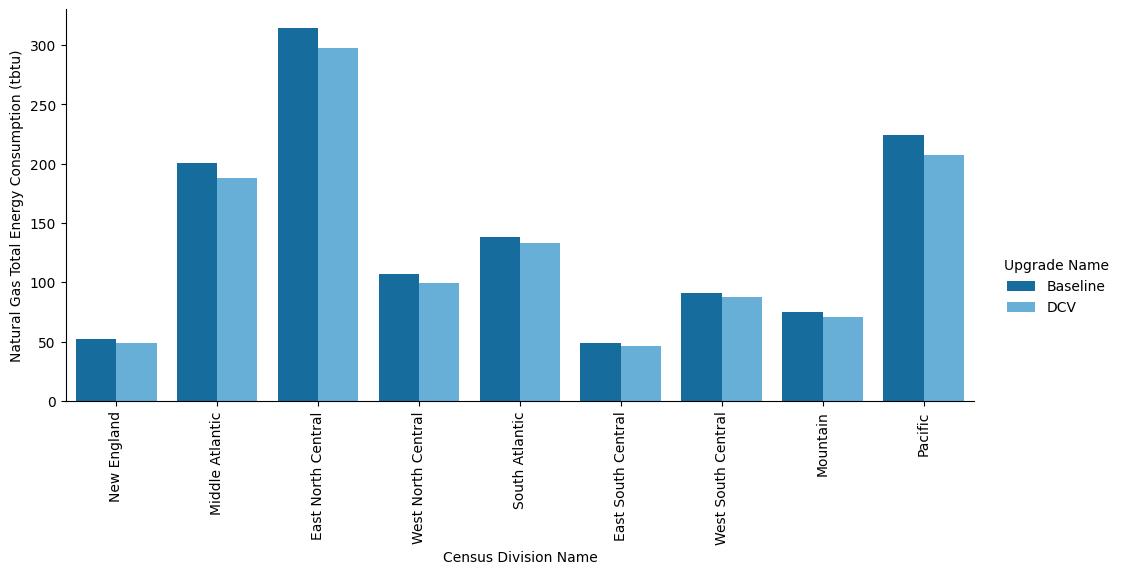 Natural Gas Total Energy Consumption (tbtu)
300
250
200
150
100
50
0
New England
Middle Atlantic
East North Central
West North Central
South Atlantic
East South Central
West South Central
Mountain
Pacific
Census Division Name
Upgrade Name
Baseline
DCV